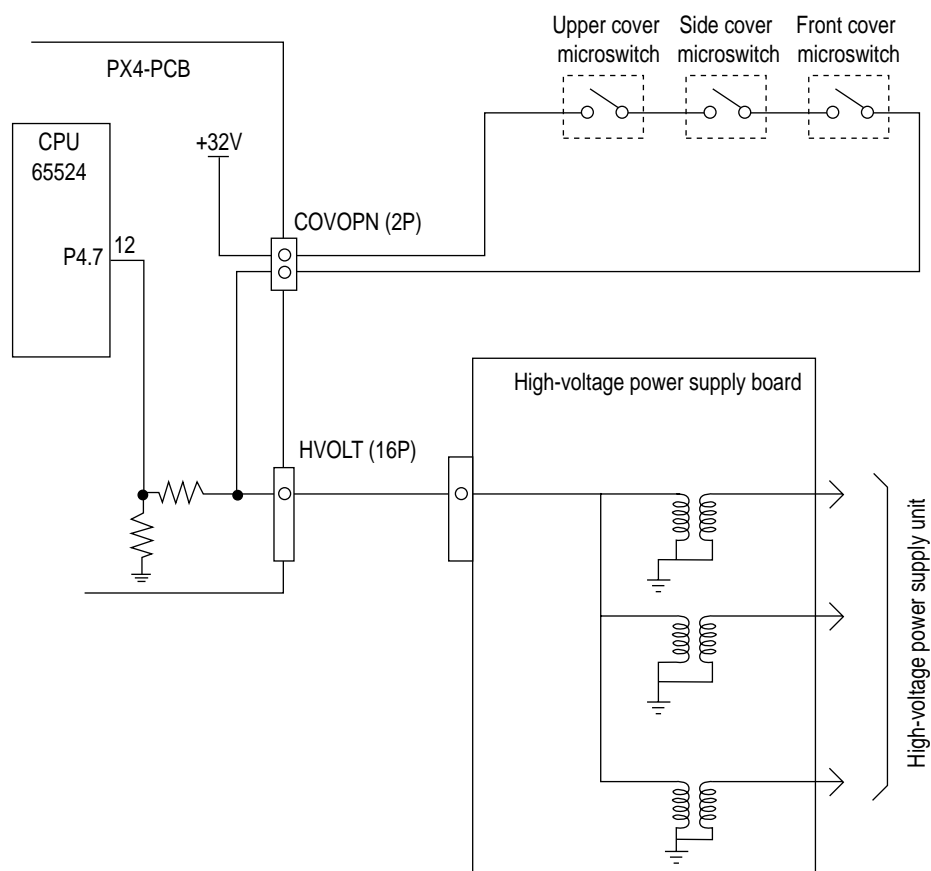 Upper cover
microswitch
Side cover
microswitch
Front cover
microswitch
PX4-PCB
CPU
65524
+32V
P4.7
12
COVOPN (2P)
High-voltage power supply board
HVOLT (16P)
High-voltage power supply unit